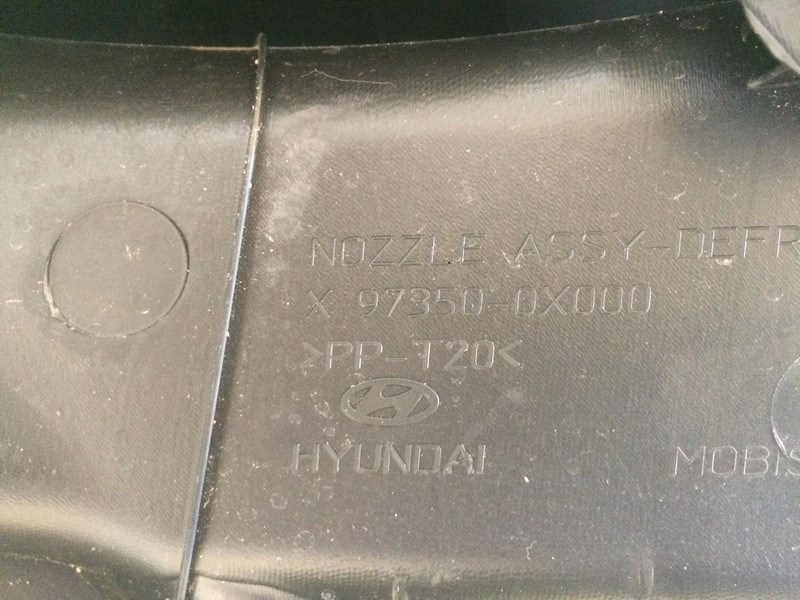 NOZZLE ASSY-DEFR
X 97350-0X000
>PP-T20<
HYUNDAI MOBIS